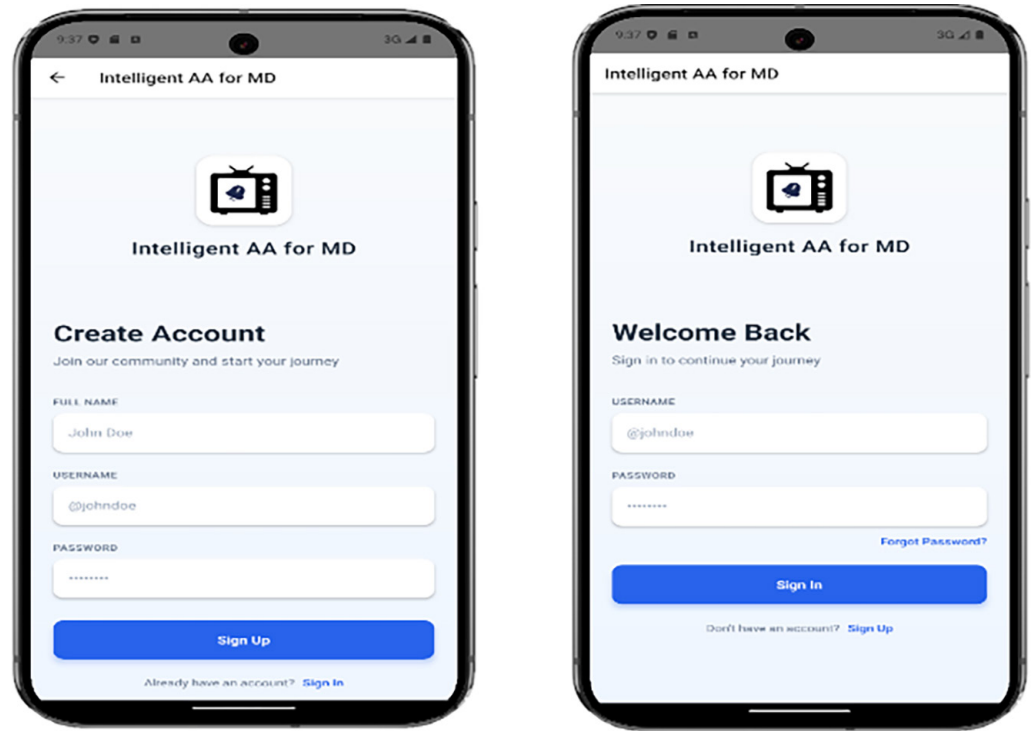 9:37
3G
Intelligent AA for MD
Intelligent AA for MD
Create Account
Join our community and start your journey
FULL NAME
John Doe
USERNAME
@johndoe
PASSWORD
--------
Sign Up
Already have an account? Sign In
9:37
3G
Intelligent AA for MD
Intelligent AA for MD
Welcome Back
Sign in to continue your journey
USERNAME
@johndoe
PASSWORD
--------
Forgot Password?
Sign In
Don't have an account? Sign Up